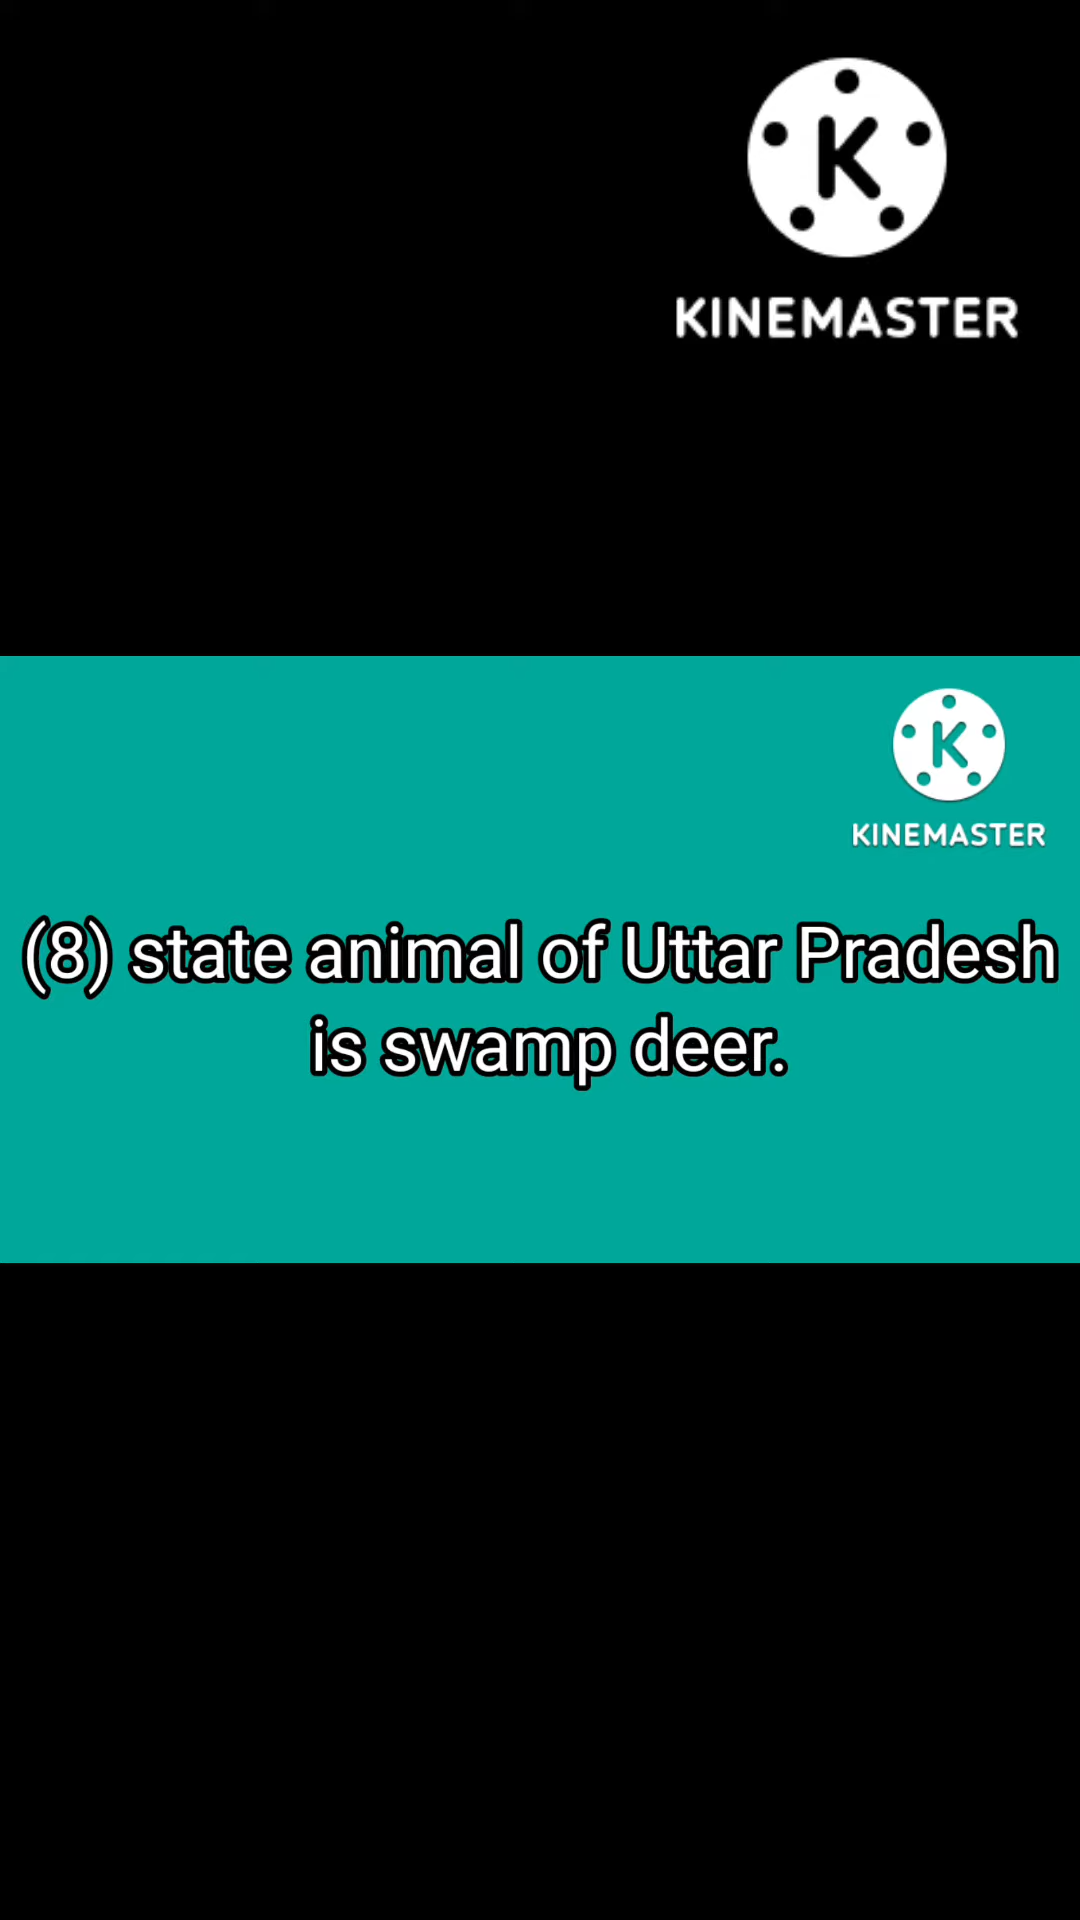 K
KINEMASTER
K
KINEMASTER
(8) state animal of Uttar Pradesh
is swamp deer.